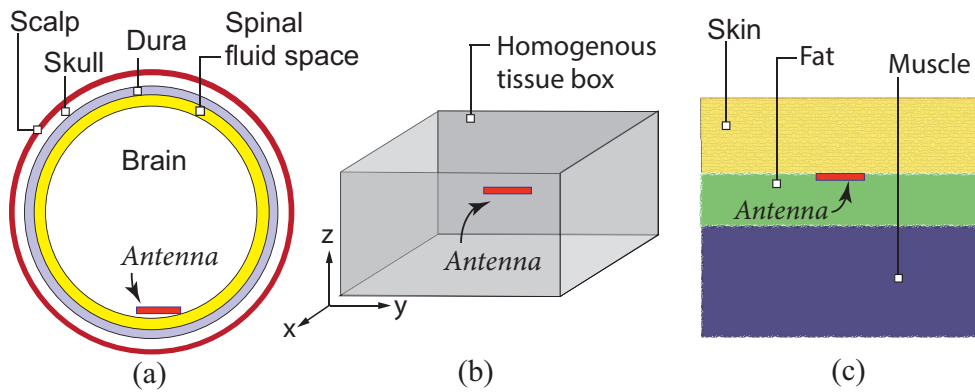 Scalp
Skull
Dura
Spinal
fluid space
Brain
Antenna
(a)
Homogenous
tissue box
Antenna
z
y
x
(b)
Skin
Fat
Muscle
Antenna
(c)